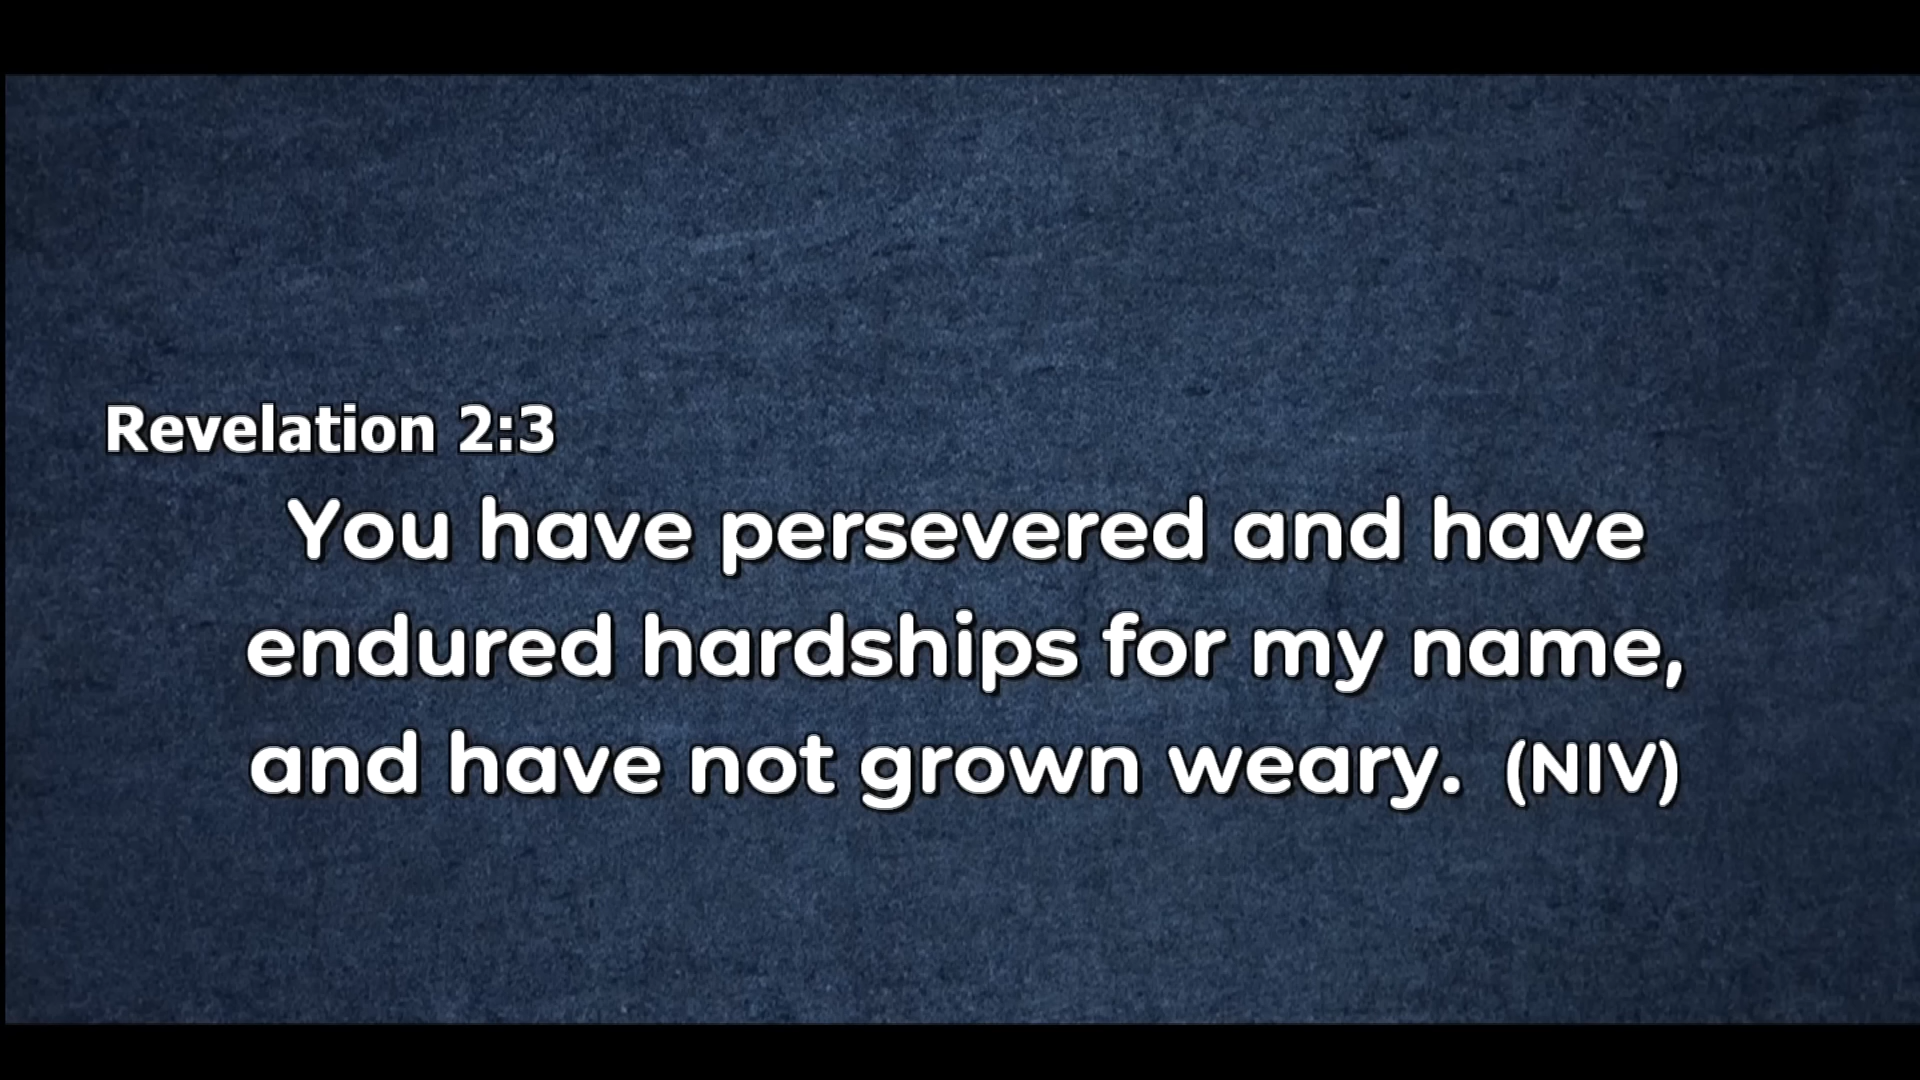 Revelation 2:3
You have persevered and have
endured hardships for my name,
and have not grown weary. (NIV)